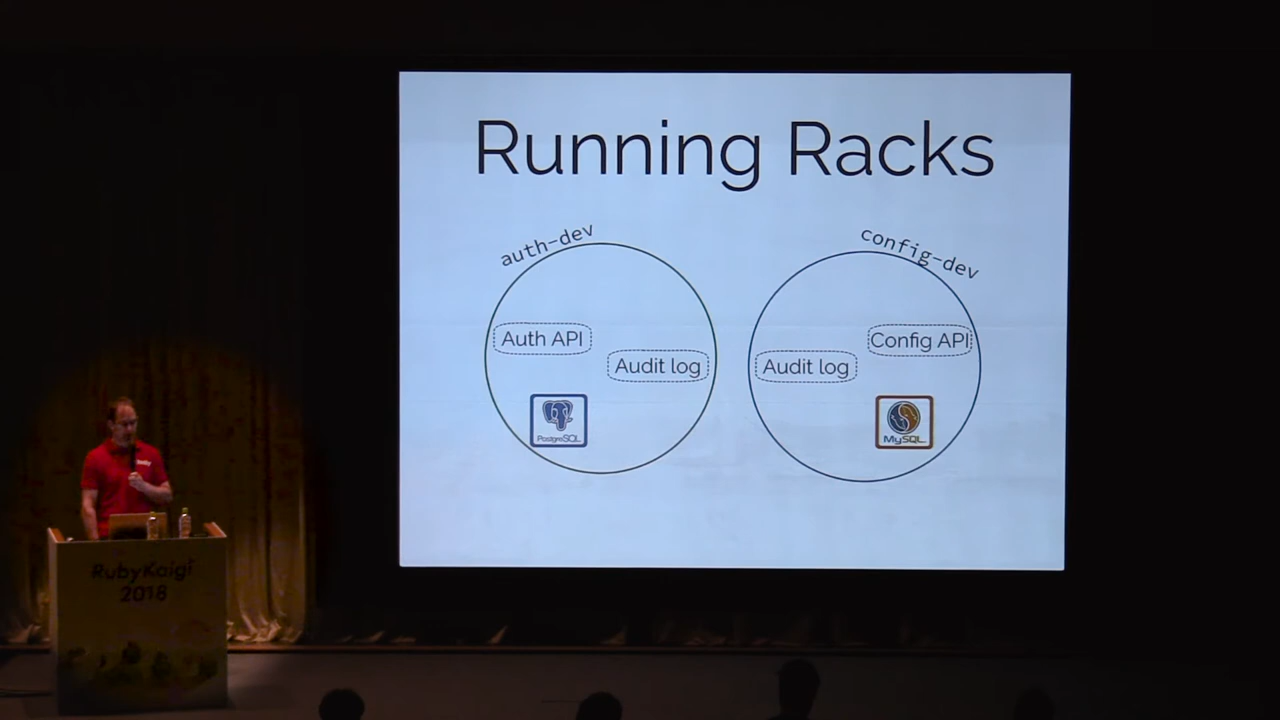 Running Racks
auth-dev
config-dev
Auth API
Audit log
PostgreSQL
Audit log
Config API
MySQL
RubyKaigi
2018